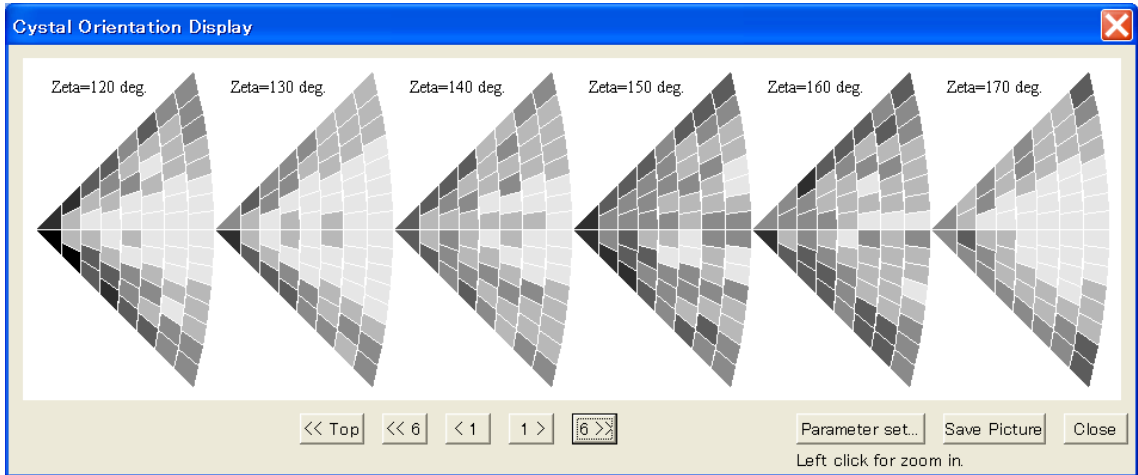 Cystal Orientation Display
Zeta=120 deg.
Zeta=130 deg.
Zeta=140 deg.
Zeta=150 deg.
Zeta=160 deg.
Zeta=170 deg.
<< Top
<< 6
< 1
1 >
6 >>
Parameter set...
Save Picture
Close
Left click for zoom in.